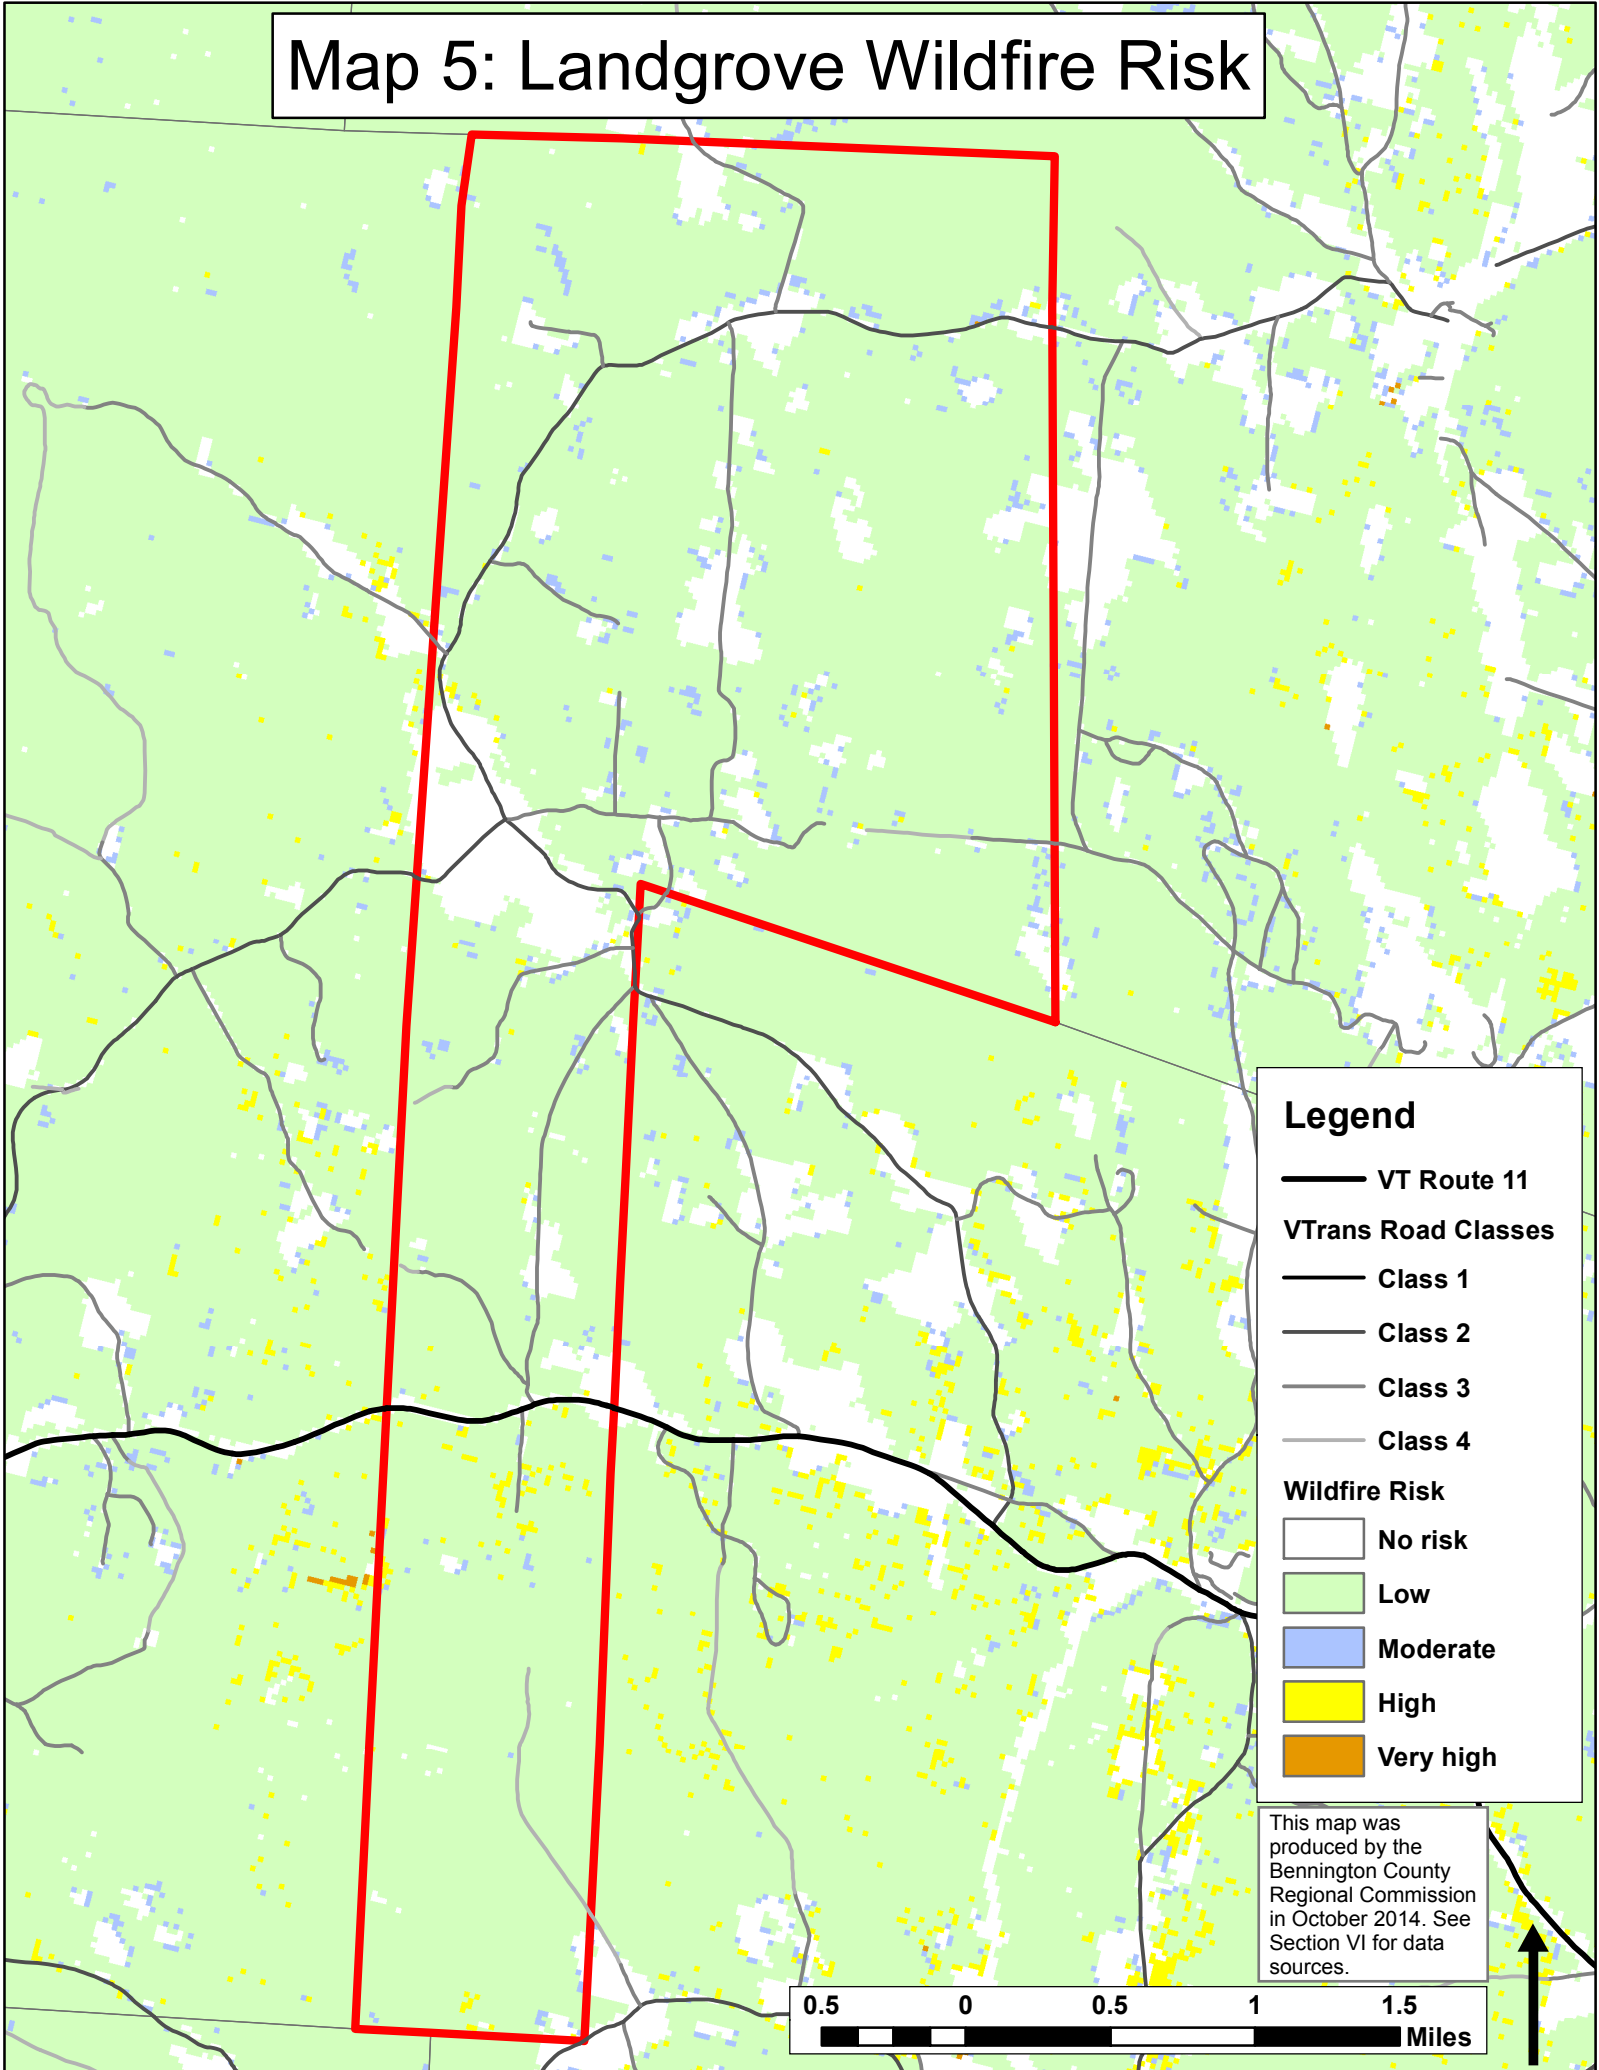 Map 5: Landgrove Wildfire Risk
Legend
VT Route 11
VTrans Road Classes
Class 1
Class 2
Class 3
Class 4
Wildfire Risk
No risk
Low
Moderate
High
Very high
This map was
produced by the
Bennington County
Regional Commission
in October 2014. See
Section VI for data
sources.
0.5 0 0.5 1 1.5
Miles